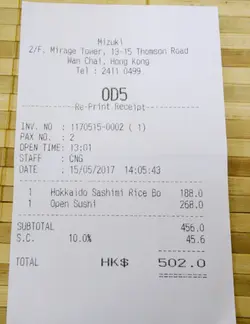 Mizuki
2/F. Mirage Tower, 13-15 Thomson Road
Wan Chai, Hong Kong
Tel : 2411 0499
OD5
Re-Print Receipt
INV. NO : 1170515-0002 ( 1)
PAX NO. : 2
OPEN TIME: 13:01
STAFF : CNG
DATE : 15/05/2017 14:05:43
1 Hokkaido Sashimi Rice Bo 188.0
1 Open Sushi 268.0
SUBTOTAL 456.0
S.C. 10.0% 45.6
TOTAL HK$ 502.0